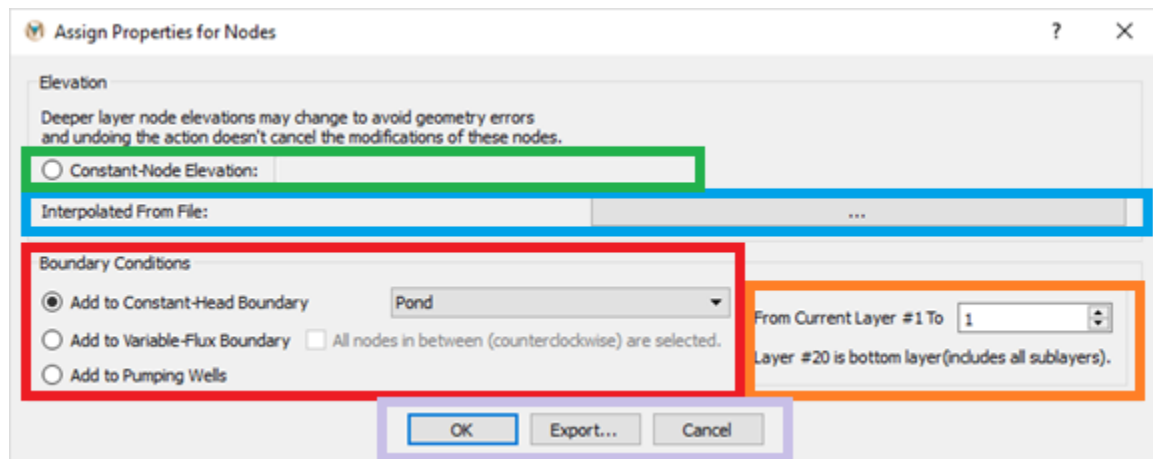 Assign Properties for Nodes
?
Elevation
Deeper layer node elevations may change to avoid geometry errors
and undoing the action doesn't cancel the modifications of these nodes.
Constant-Node Elevation:
Interpolated From File: ...
Boundary Conditions
Add to Constant-Head Boundary Pond
Add to Variable-Flux Boundary All nodes in between (counterclockwise) are selected.
Add to Pumping Wells
From Current Layer #1 To 1
Layer #20 is bottom layer(includes all sublayers).
OK Export... Cancel